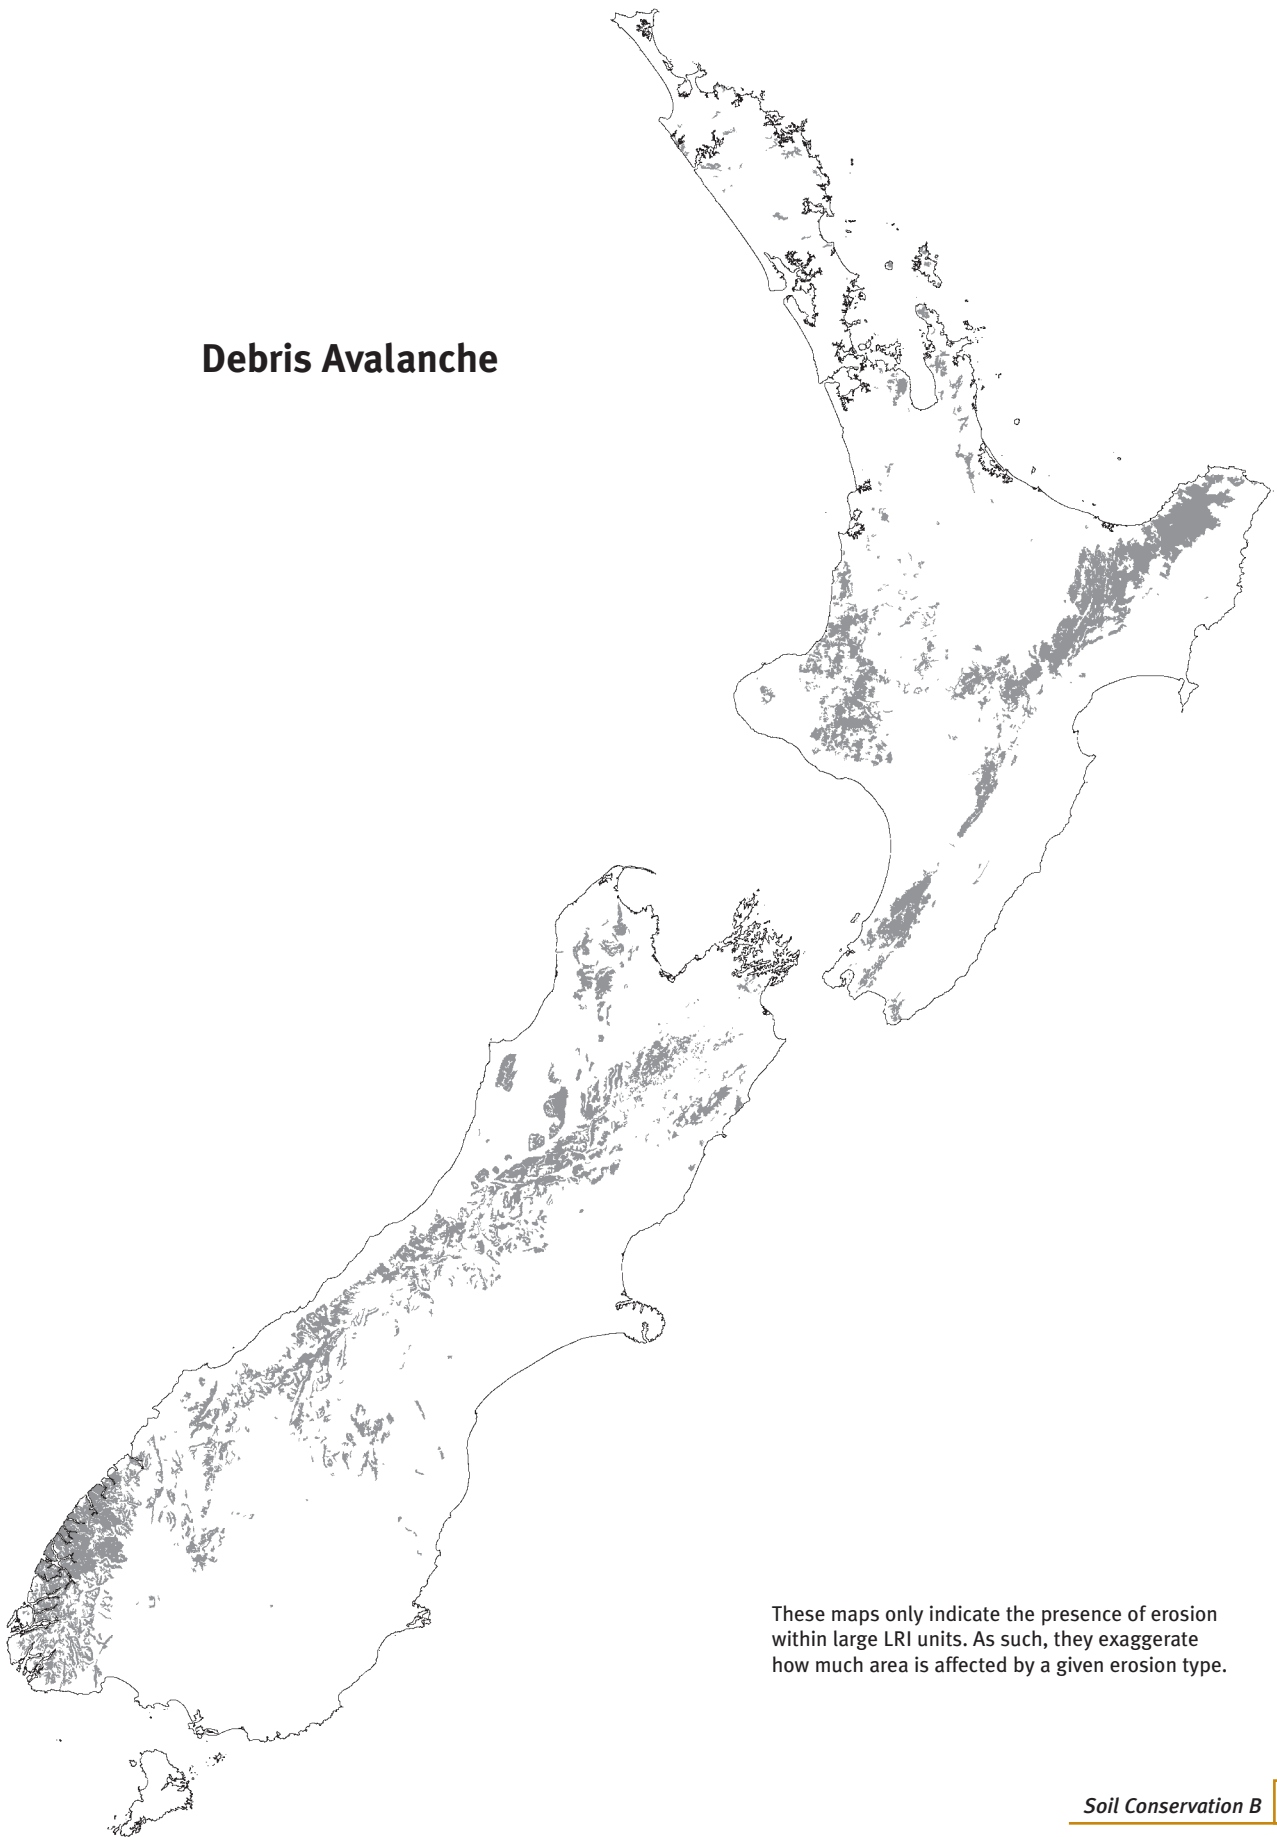 Debris Avalanche
These maps only indicate the presence of erosion
within large LRI units. As such, they exaggerate
how much area is affected by a given erosion type.
Soil Conservation B